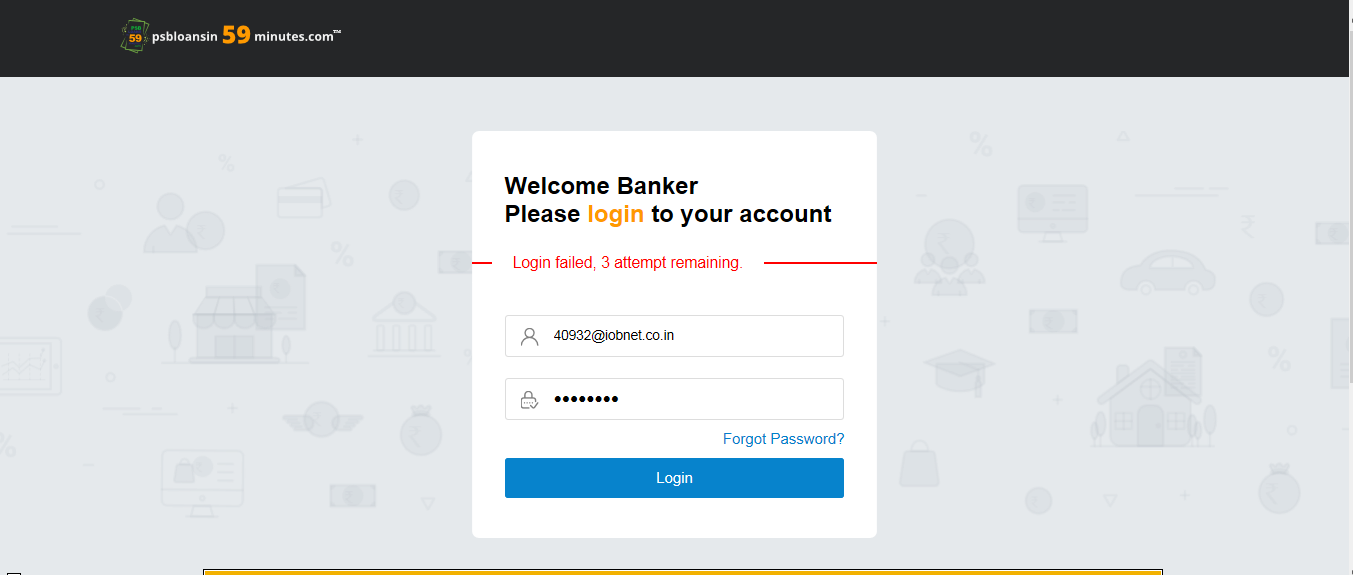 PSB
59
psbloansin 59 minutes.com™
Welcome Banker
Please login to your account
Login failed, 3 attempt remaining.
40932@iobnet.co.in
Forgot Password?
Login